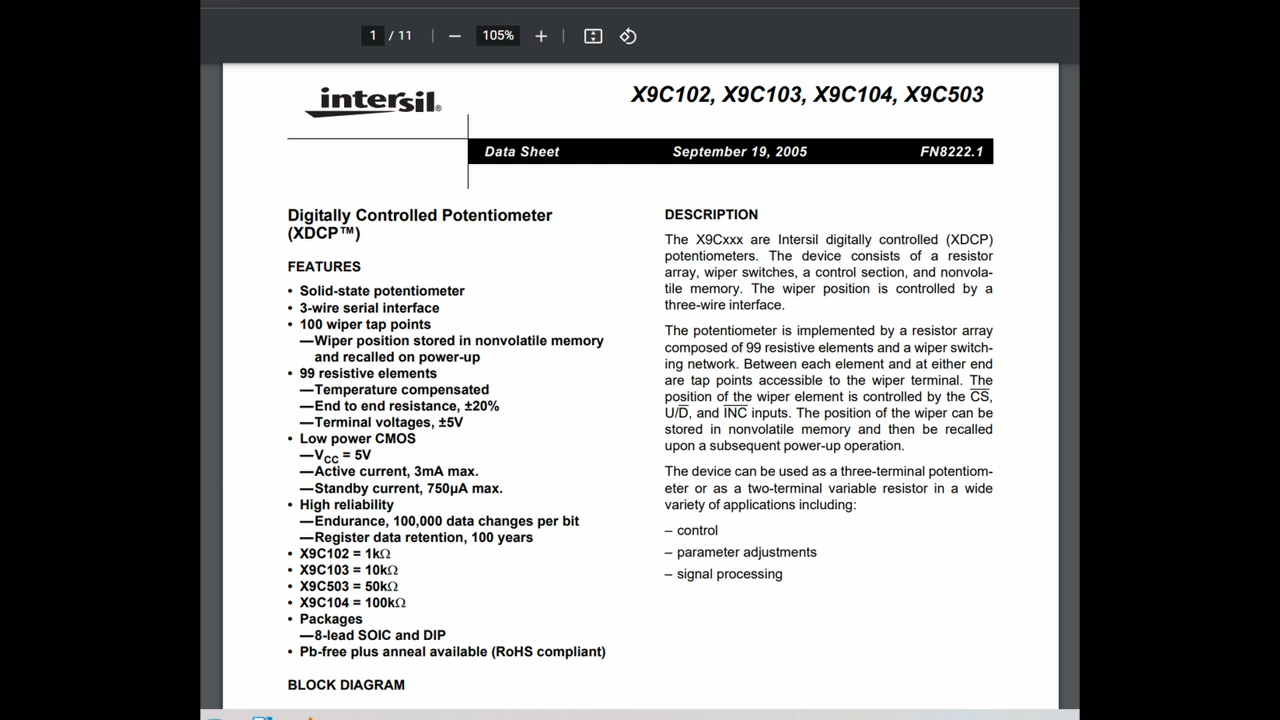 1 / 11
105%
intersil®
X9C102, X9C103, X9C104, X9C503
Data Sheet September 19, 2005 FN8222.1
Digitally Controlled Potentiometer
(XDCP™)
FEATURES
• Solid-state potentiometer
• 3-wire serial interface
• 100 wiper tap points
—Wiper position stored in nonvolatile memory
and recalled on power-up
• 99 resistive elements
—Temperature compensated
—End to end resistance, ±20%
—Terminal voltages, ±5V
• Low power CMOS
—VCC = 5V
—Active current, 3mA max.
—Standby current, 750µA max.
• High reliability
—Endurance, 100,000 data changes per bit
—Register data retention, 100 years
• X9C102 = 1kΩ
• X9C103 = 10kΩ
• X9C503 = 50kΩ
• X9C104 = 100kΩ
• Packages
—8-lead SOIC and DIP
• Pb-free plus anneal available (RoHS compliant)
BLOCK DIAGRAM
DESCRIPTION
The X9Cxxx are Intersil digitally controlled (XDCP)
potentiometers. The device consists of a resistor
array, wiper switches, a control section, and nonvola-
tile memory. The wiper position is controlled by a
three-wire interface.
The potentiometer is implemented by a resistor array
composed of 99 resistive elements and a wiper switch-
ing network. Between each element and at either end
are tap points accessible to the wiper terminal. The
position of the wiper element is controlled by the C̅S̅,
U/D̅, and I̅N̅C̅ inputs. The position of the wiper can be
stored in nonvolatile memory and then be recalled
upon a subsequent power-up operation.
The device can be used as a three-terminal potentiom-
eter or as a two-terminal variable resistor in a wide
variety of applications including:
– control
– parameter adjustments
– signal processing